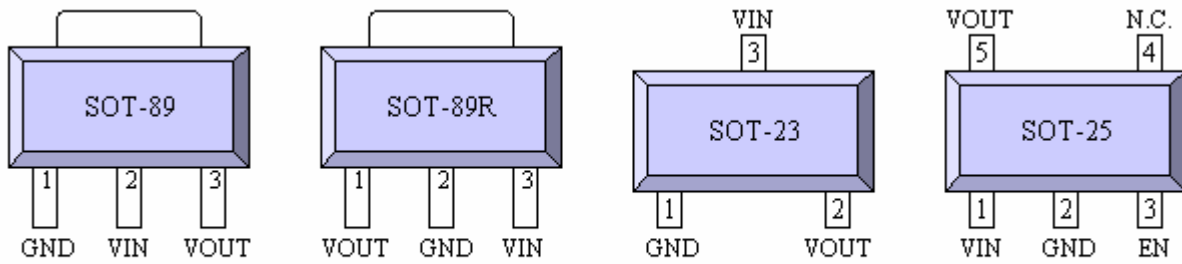 VIN
VOUT N.C.
3
5 4
SOT-89 SOT-89R SOT-23 SOT-25
1 2 3 1 2 3
1 2 1 2 3
GND VIN VOUT VOUT GND VIN GND VOUT VIN GND EN